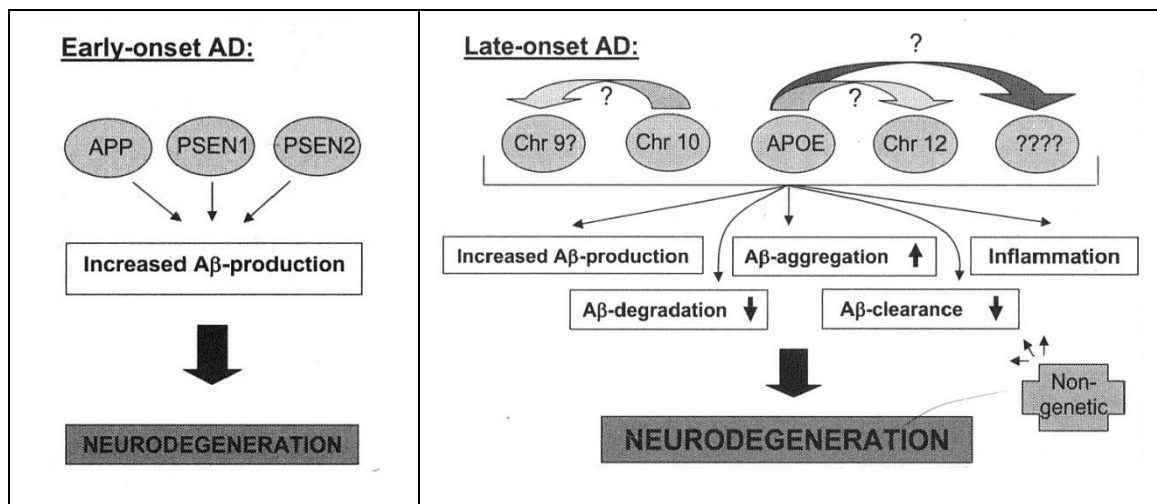 Early-onset AD:
APP PSEN1 PSEN2
Increased Aβ-production
NEURODEGENERATION
Late-onset AD:
?
? ?
Chr 9? Chr 10 APOE Chr 12 ????
Increased Aβ-production Aβ-aggregation Inflammation
Aβ-degradation Aβ-clearance
Non-
genetic
NEURODEGENERATION